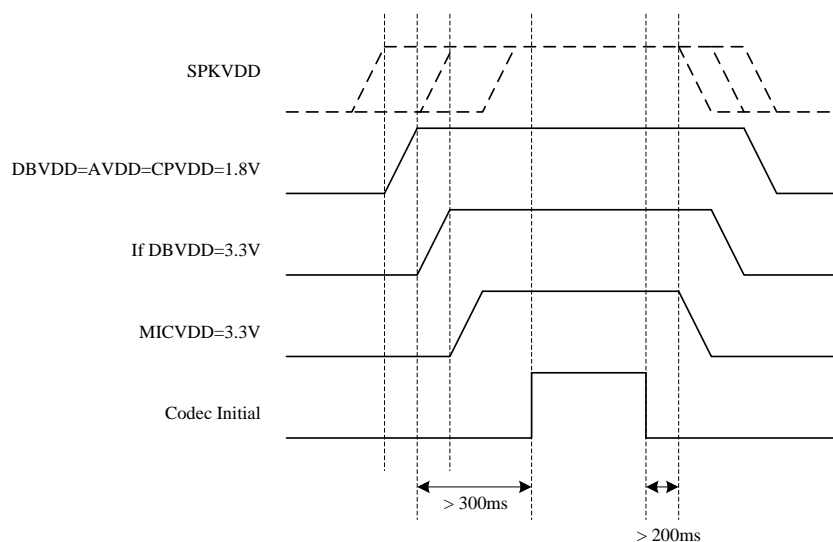 SPKVDD
DBVDD=AVDD=CPVDD=1.8V
If DBVDD=3.3V
MICVDD=3.3V
Codec Initial
> 300ms
> 200ms